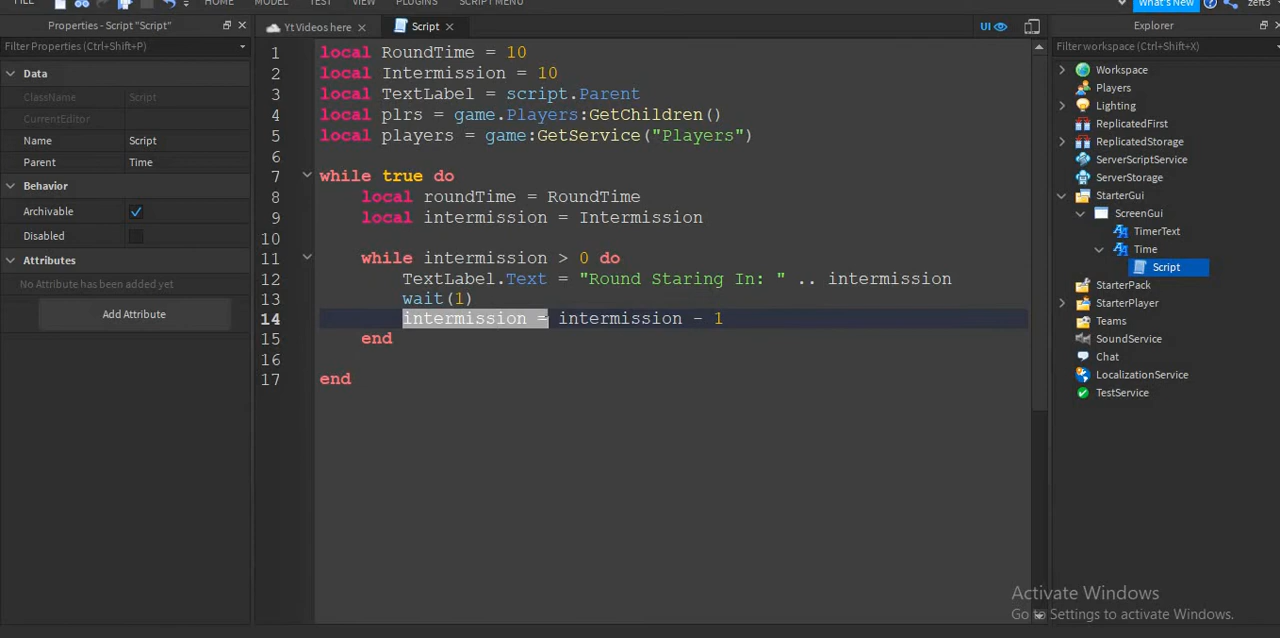 HOME MODEL TEST VIEW PLUGINS SCRIPT MENU What's New zeft3
Properties - Script "Script"
Filter Properties (Ctrl+Shift+P)
Data
ClassName Script
CurrentEditor
Name Script
Parent Time
Behavior
Archivable
Disabled
Attributes
No Attribute has been added yet
Add Attribute
Yt Videos here Script UI
1 local RoundTime = 10
2 local Intermission = 10
3 local TextLabel = script.Parent
4 local plrs = game.Players:GetChildren()
5 local players = game:GetService("Players")
6
7 while true do
8 local roundTime = RoundTime
9 local intermission = Intermission
10
11 while intermission > 0 do
12 TextLabel.Text = "Round Staring In: " .. intermission
13 wait(1)
14 intermission = intermission - 1
15 end
16
17 end
Explorer
Filter workspace (Ctrl+Shift+X)
Workspace
Players
Lighting
ReplicatedFirst
ReplicatedStorage
ServerScriptService
ServerStorage
StarterGui
ScreenGui
TimerText
Time
Script
StarterPack
StarterPlayer
Teams
SoundService
Chat
LocalizationService
TestService
Activate Windows
Go to Settings to activate Windows.